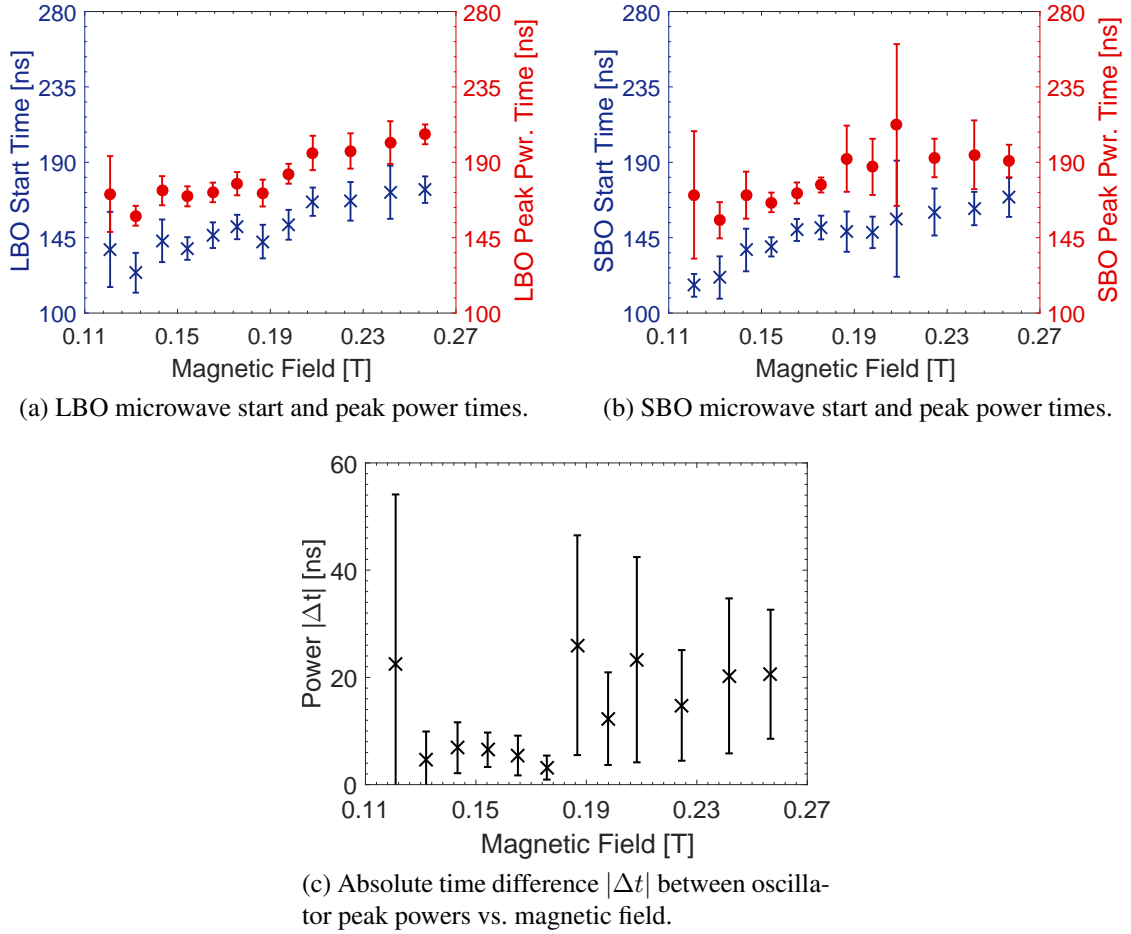 280
235
190
145
100
LBO Start Time [ns]
280
235
190
145
100
LBO Peak Pwr. Time [ns]
0.11 0.15 0.19 0.23 0.27
Magnetic Field [T]
(a) LBO microwave start and peak power times.
280
235
190
145
100
SBO Start Time [ns]
280
235
190
145
100
SBO Peak Pwr. Time [ns]
0.11 0.15 0.19 0.23 0.27
Magnetic Field [T]
(b) SBO microwave start and peak power times.
60
40
20
0
Power |Δt| [ns]
0.11 0.15 0.19 0.23 0.27
Magnetic Field [T]
(c) Absolute time difference |Δt| between oscilla-
tor peak powers vs. magnetic field.